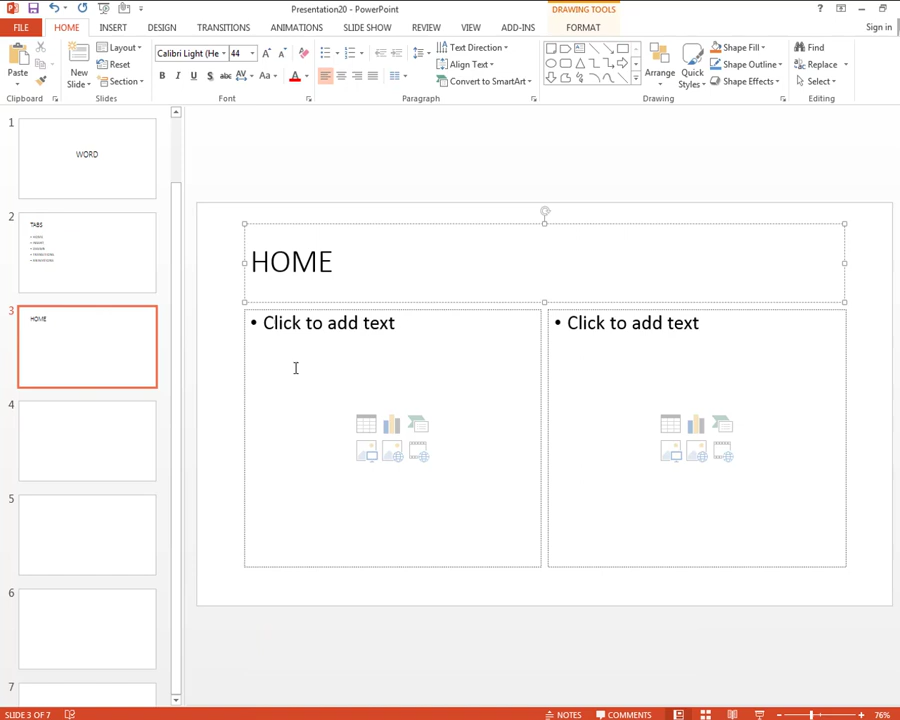 Presentation20 - PowerPoint
DRAWING TOOLS
FILE HOME INSERT DESIGN TRANSITIONS ANIMATIONS SLIDE SHOW REVIEW VIEW ADD-INS FORMAT Sign in
Paste
New
Slide
Layout
Reset
Section
Calibri Light (He 44
B I U S abc AV Aa A
Text Direction
Align Text
Convert to SmartArt
Arrange
Quick
Styles
Shape Fill
Shape Outline
Shape Effects
Find
Replace
Select
Clipboard Slides Font Paragraph Drawing Editing
1
WORD
2
TABS
3
HOME
4
5
6
7
HOME
• Click to add text
• Click to add text
SLIDE 3 OF 7 NOTES COMMENTS 76%